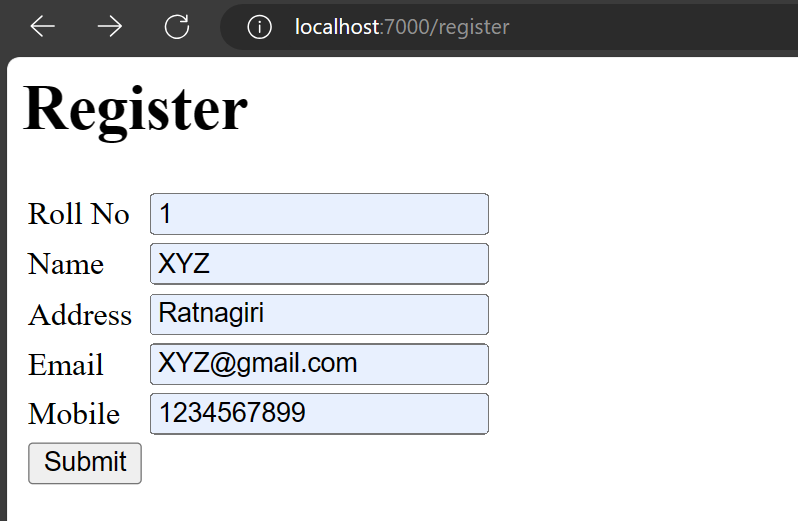 localhost:7000/register
Register
Roll No 1
Name XYZ
Address Ratnagiri
Email XYZ@gmail.com
Mobile 1234567899
Submit